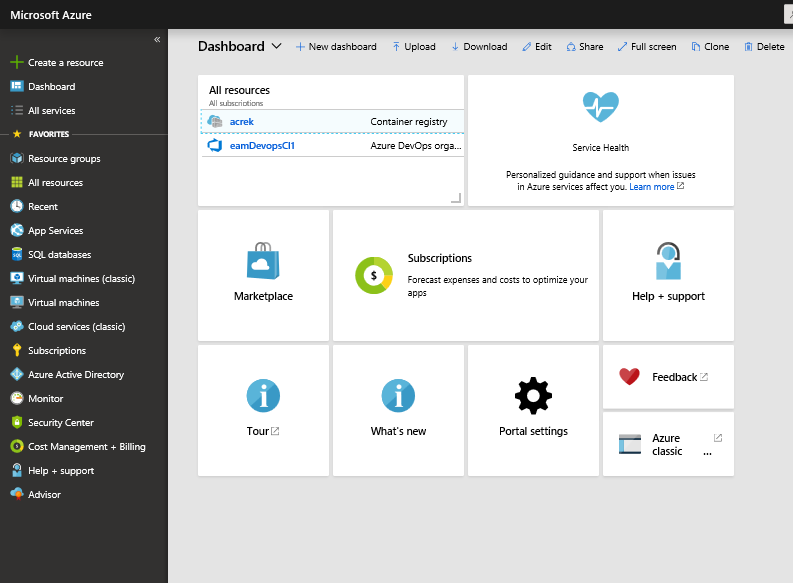 Microsoft Azure
«
Create a resource
Dashboard
All services
FAVORITES
Resource groups
All resources
Recent
App Services
SQL databases
Virtual machines (classic)
Virtual machines
Cloud services (classic)
Subscriptions
Azure Active Directory
Monitor
Security Center
Cost Management + Billing
Help + support
Advisor
Dashboard New dashboard Upload Download Edit Share Full screen Clone Delete
All resources
All subscriptions
acrek Container registry
eamDevopsCI1 Azure DevOps orga...
Service Health
Personalized guidance and support when issues
in Azure services affect you. Learn more
Marketplace
$
Subscriptions
Forecast expenses and costs to optimize your
apps
Help + support
Tour
What's new
Portal settings
Feedback
Azure
classic ...